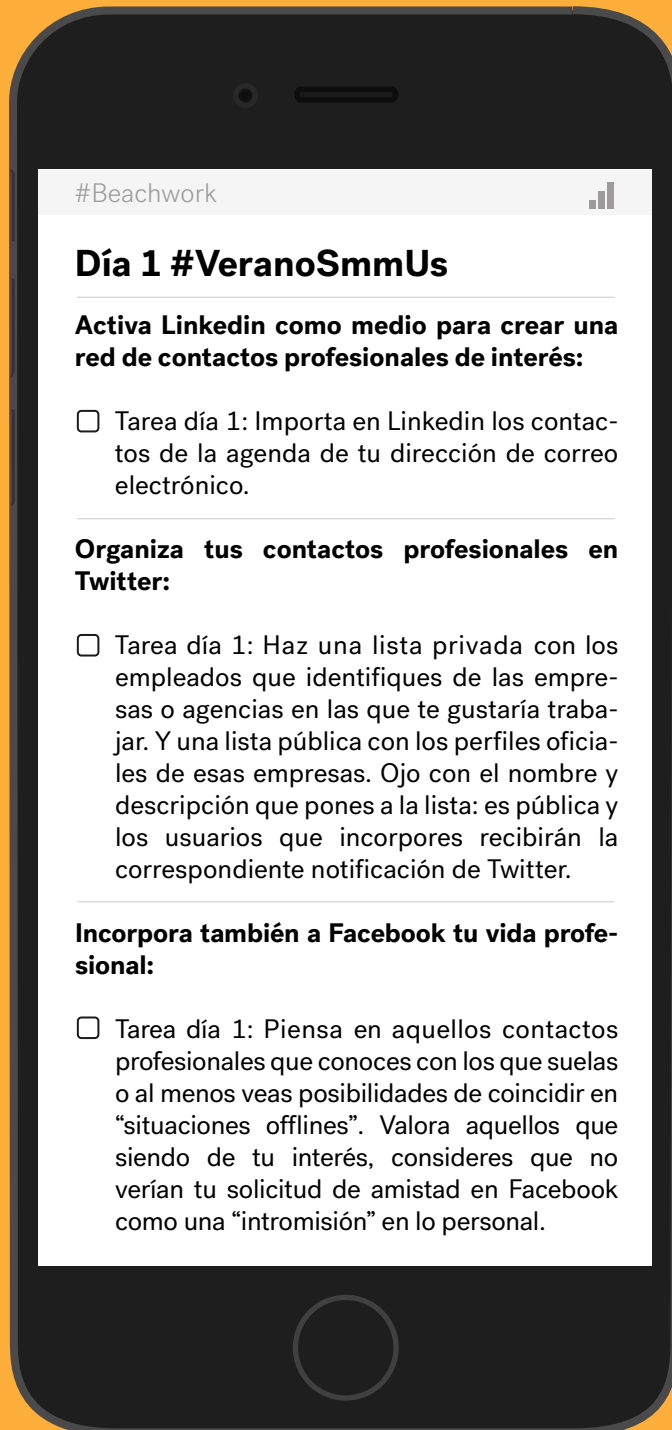 #Beachwork
Día 1 #VeranoSmmUs
Activa Linkedin como medio para crear una
red de contactos profesionales de interés:
Tarea día 1: Importa en Linkedin los contac-
tos de la agenda de tu dirección de correo
electrónico.
Organiza tus contactos profesionales en
Twitter:
Tarea día 1: Haz una lista privada con los
empleados que identifiques de las empre-
sas o agencias en las que te gustaría traba-
jar. Y una lista pública con los perfiles oficia-
les de esas empresas. Ojo con el nombre y
descripción que pones a la lista: es pública y
los usuarios que incorpores recibirán la
correspondiente notificación de Twitter.
Incorpora también a Facebook tu vida profe-
sional:
Tarea día 1: Piensa en aquellos contactos
profesionales que conoces con los que suelas
o al menos veas posibilidades de coincidir en
“situaciones offlines”. Valora aquellos que
siendo de tu interés, consideres que no
verían tu solicitud de amistad en Facebook
como una “intromisión” en lo personal.